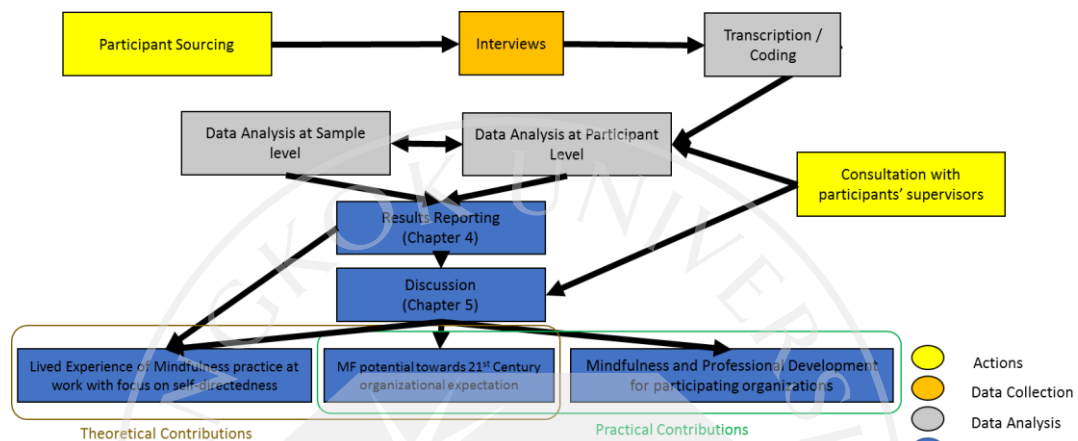 Participant Sourcing
Interviews
Transcription /
Coding
Data Analysis at Sample
level
Data Analysis at Participant
Level
Consultation with
participants' supervisors
Results Reporting
(Chapter 4)
Discussion
(Chapter 5)
Lived Experience of Mindfulness practice at
work with focus on self-directedness
MF potential towards 21st Century
organizational expectation
Mindfulness and Professional Development
for participating organizations
Theoretical Contributions
Practical Contributions
Actions
Data Collection
Data Analysis
NGKOK UNIVERSI